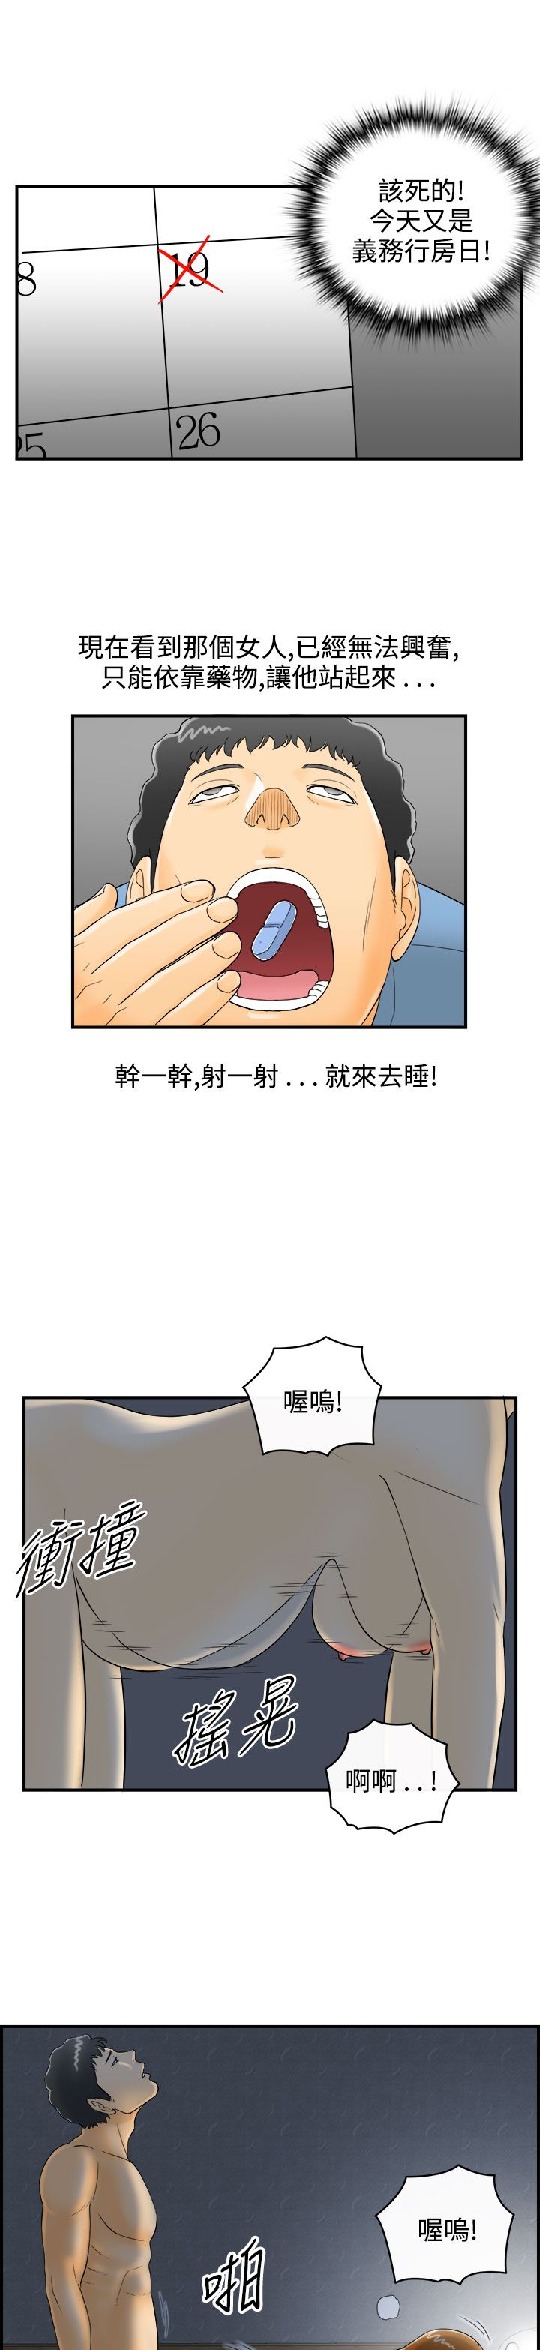 該死的!
今天又是
義務行房日!
8
19
25
26
現在看到那個女人,已經無法興奮,
只能依靠藥物,讓他站起來...
幹一幹,射一射...就來去睡!
喔嗚!
衝撞
搖晃
啊啊..!
喔嗚!
啪